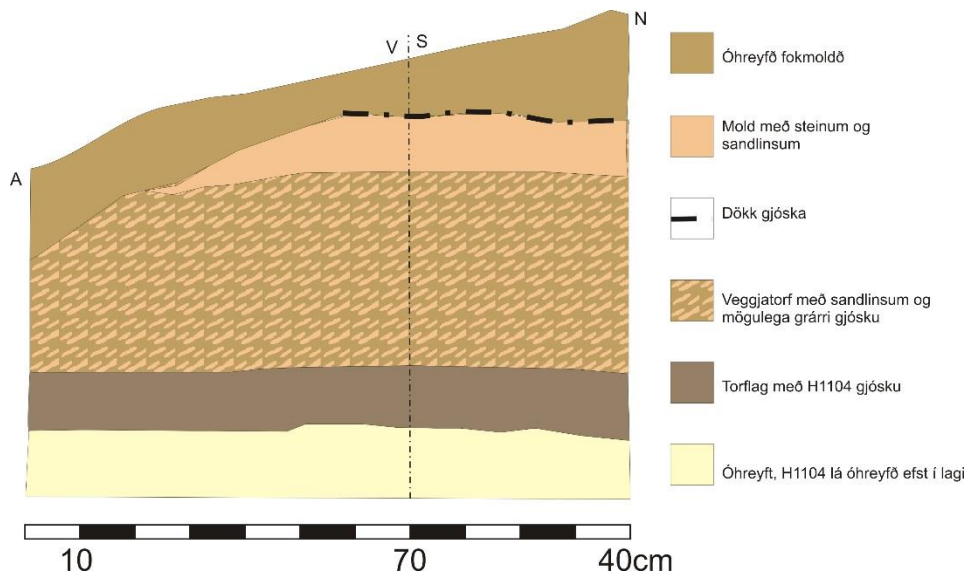 V S
N
A
Óhreyfð fokmoldð
Mold með steinum og
sandlinsum
Dökk gjóska
Veggjatorf með sandlinsum og
mögulega grárri gjósku
Torflag með H1104 gjósku
Óhreyft, H1104 lá óhreyfð efst í lagi
10 70 40cm